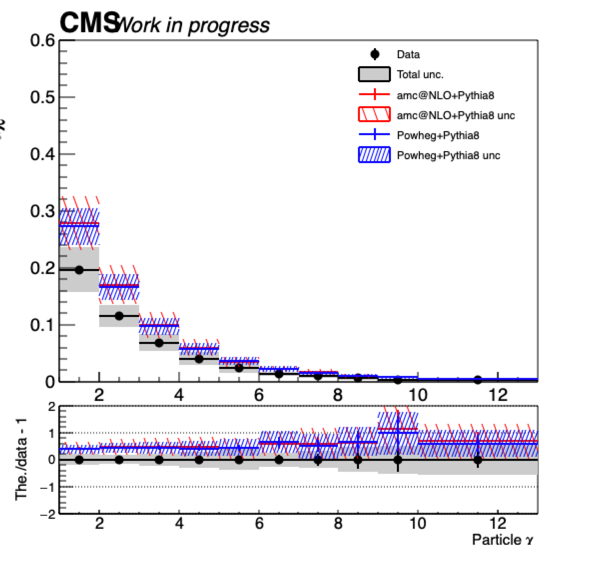 CMS Work in progress
0.6
Data
Total unc.
0.5
amc@NLO+Pythia8
amc@NLO+Pythia8 unc
Powheg+Pythia8
0.4
Powheg+Pythia8 unc
0.3
0.2
0.1
0
2 4 6 8 10 12
2
1
0
−1
−2
The./data - 1
2 4 6 8 10 12
Particle γ